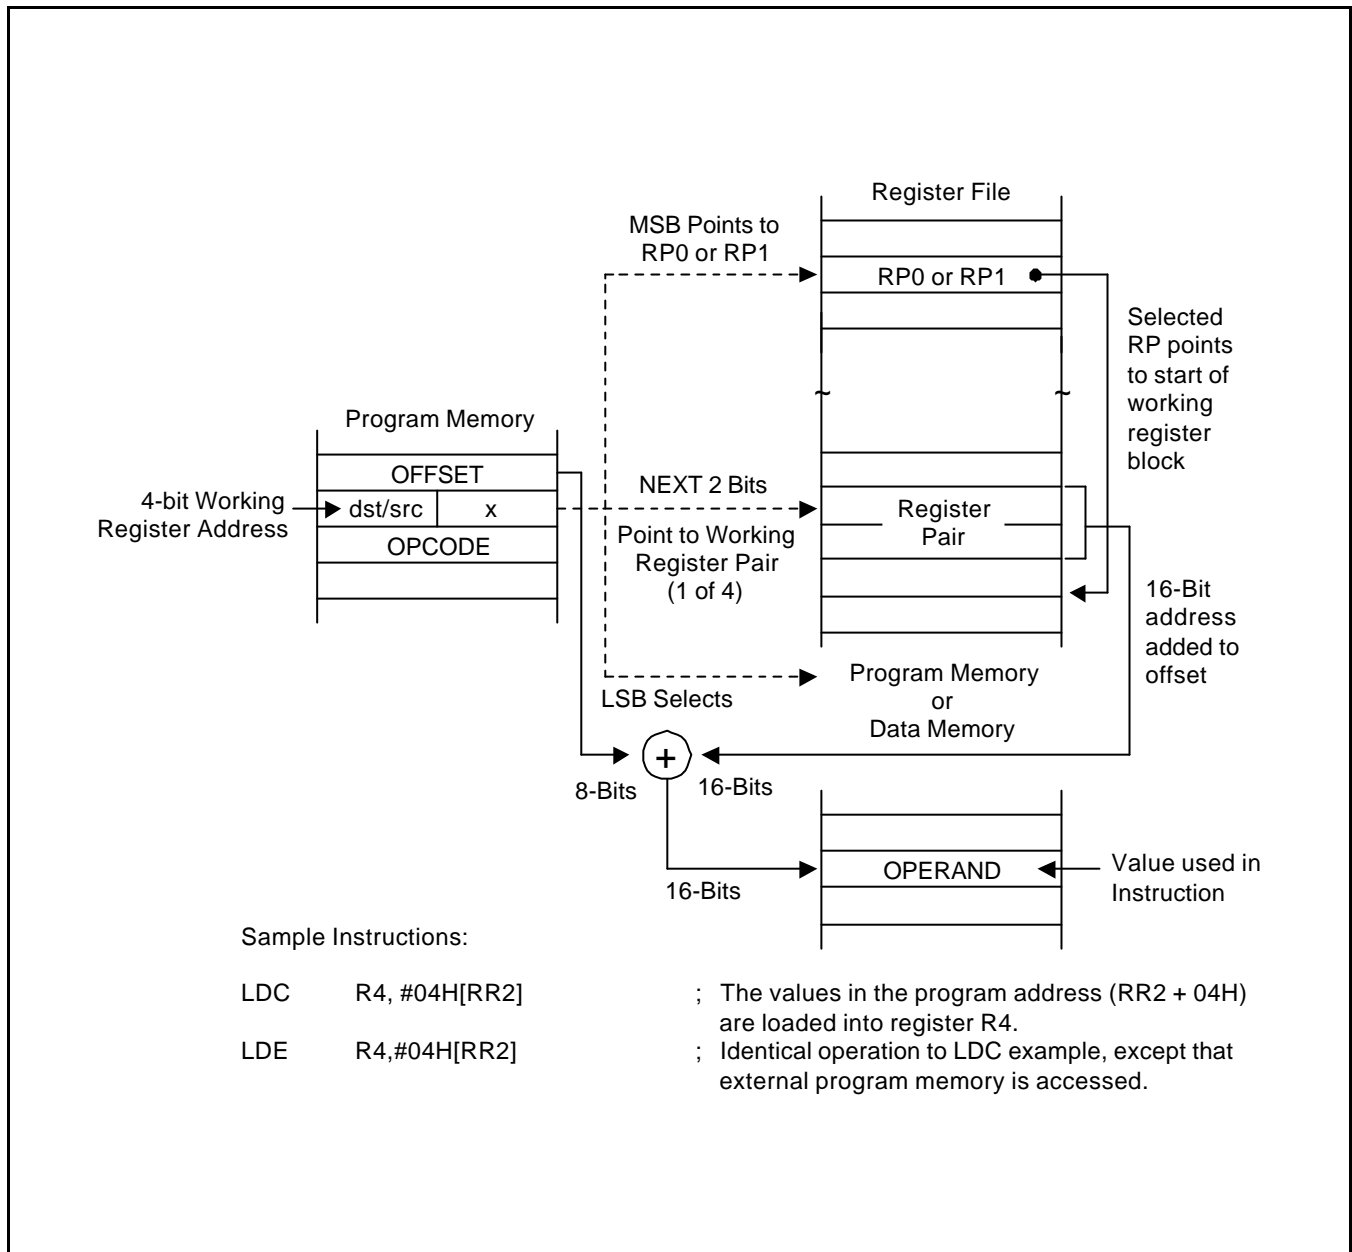 Register File
MSB Points to
RP0 or RP1
RP0 or RP1
Selected
RP points
to start of
working
register
block
~
~
Program Memory
OFFSET
4-bit Working
Register Address
dst/src
x
OPCODE
NEXT 2 Bits
Point to Working
Register Pair
(1 of 4)
Register
Pair
16-Bit
address
added to
offset
LSB Selects
Program Memory
or
Data Memory
+
8-Bits
16-Bits
16-Bits
OPERAND
Value used in
Instruction
Sample Instructions:
LDC R4, #04H[RR2] ; The values in the program address (RR2 + 04H)
are loaded into register R4.
LDE R4,#04H[RR2] ; Identical operation to LDC example, except that
external program memory is accessed.